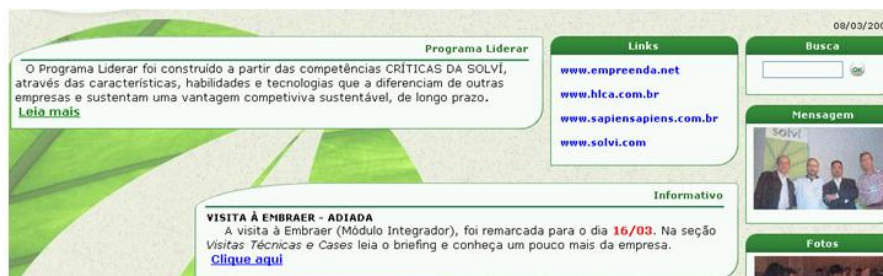 08/03/200
Programa Liderar
O Programa Liderar foi construído a partir das competências CRÍTICAS DA SOLVÍ,
através das características, habilidades e tecnologias que a diferenciam de outras
empresas e sustentam uma vantagem competiviva sustentável, de longo prazo.
Leia mais
Links
www.empreenda.net
www.hlca.com.br
www.sapiensapiens.com.br
www.solvi.com
Busca
OK
Mensagem
solví
Informativo
VISITA À EMBRAER - ADIADA
A visita à Embraer (Módulo Integrador), foi remarcada para o dia 16/03. Na seção
Visitas Técnicas e Cases leia o briefing e conheça um pouco mais da empresa.
Clique aqui
Fotos